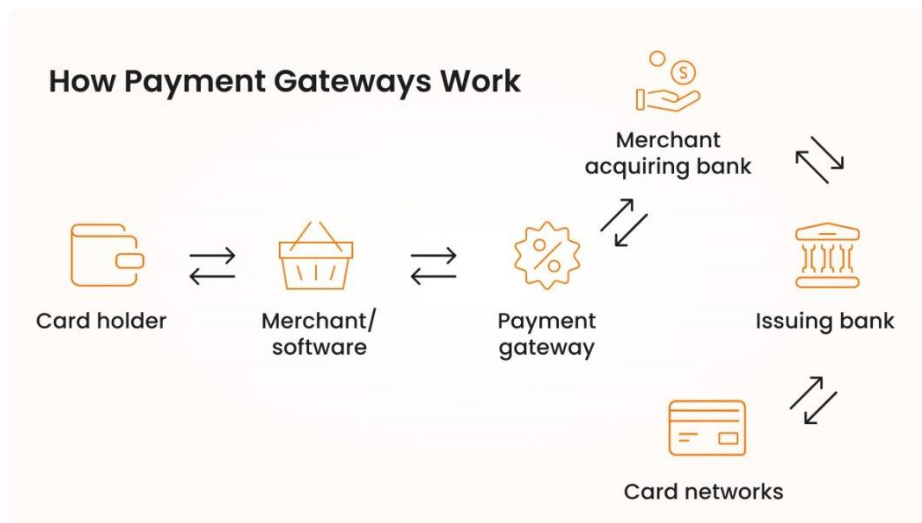 How Payment Gateways Work
S
Merchant
acquiring bank
Card holder
Merchant/
software
%
Payment
gateway
Issuing bank
Card networks